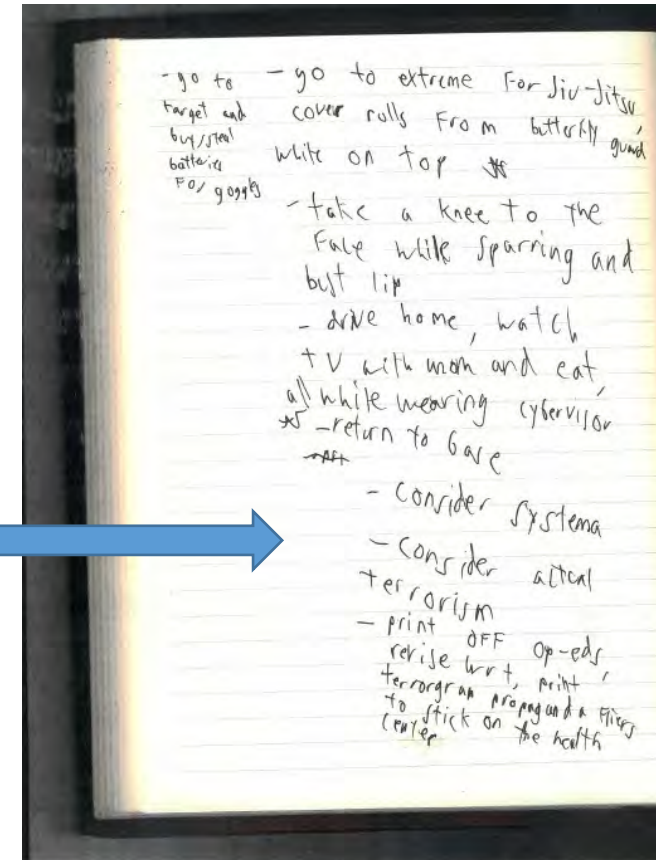 - go to
target and
buy/steal
batteries
For goggles
- go to extreme For Jiu-Jitsu,
cover rolls From butterfly guard
while on top
- take a knee to the
Face while sparring and
bust lip
- drive home, watch
TV with mom and eat,
all while wearing cybervisor
- return to base
- Consider Systema
- Consider actual
terrorism
- print OFF op-eds,
revise wrt, print
terrorgram propaganda Fliers
to stick on the health
center